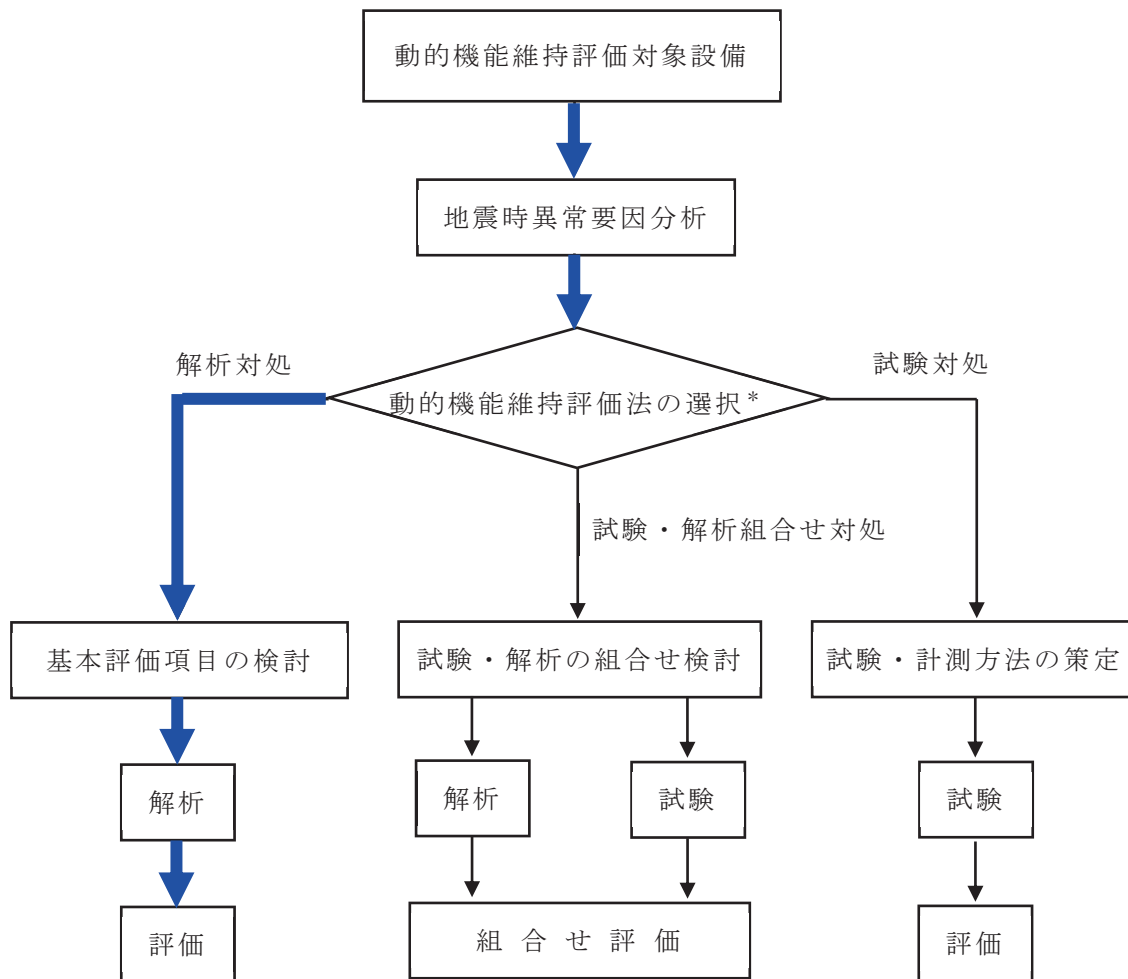 動的機能維持評価対象設備
地震時異常要因分析
解析対処
試験対処
動的機能維持評価法の選択*
試験・解析組合せ対処
基本評価項目の検討
試験・解析の組合せ検討
試験・計測方法の策定
解析
解析
試験
試験
評価
組合せ評価
評価